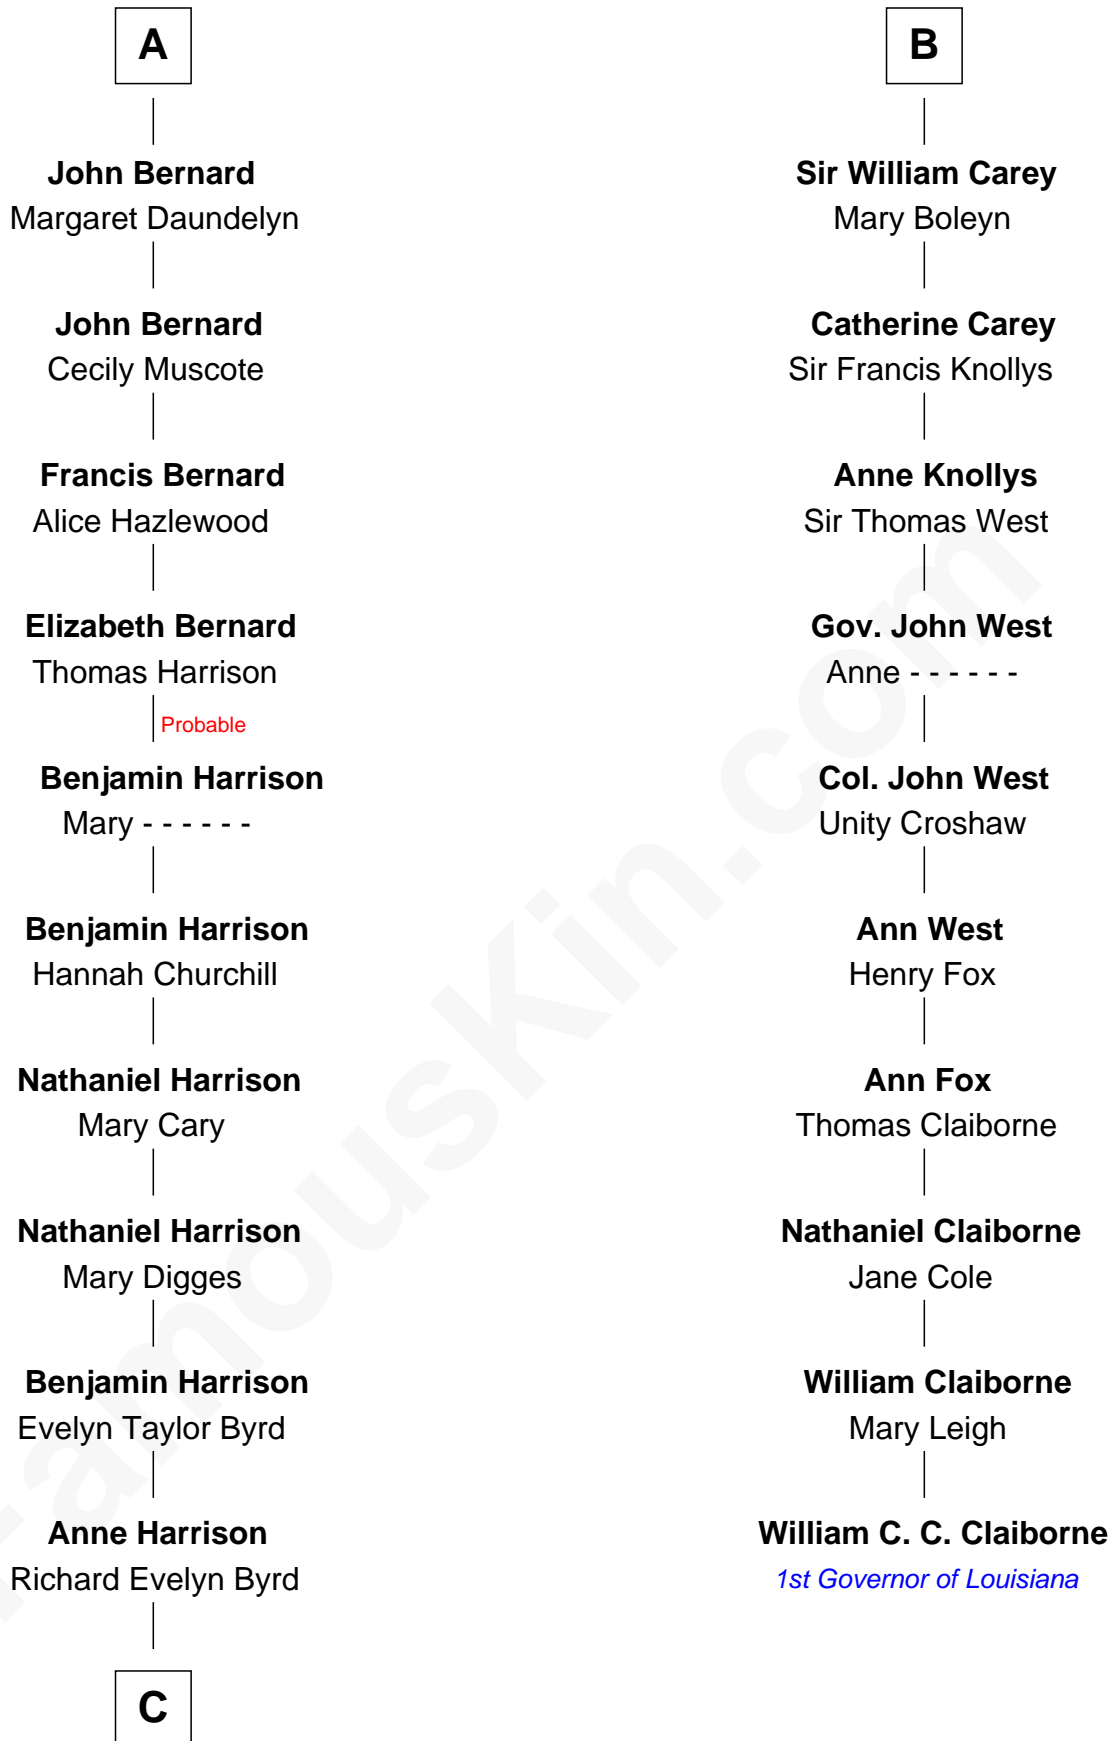 A
John Bernard
Margaret Daundelyn
John Bernard
Cecily Muscote
Francis Bernard
Alice Hazlewood
Elizabeth Bernard
Thomas Harrison
Probable
Benjamin Harrison
Mary - - - - - -
Benjamin Harrison
Hannah Churchill
Nathaniel Harrison
Mary Cary
Nathaniel Harrison
Mary Digges
Benjamin Harrison
Evelyn Taylor Byrd
Anne Harrison
Richard Evelyn Byrd
C
B
Sir William Carey
Mary Boleyn
Catherine Carey
Sir Francis Knollys
Anne Knollys
Sir Thomas West
Gov. John West
Anne - - - - - -
Col. John West
Unity Croshaw
Ann West
Henry Fox
Ann Fox
Thomas Claiborne
Nathaniel Claiborne
Jane Cole
William Claiborne
Mary Leigh
William C. C. Claiborne
1st Governor of Louisiana
FamousKin.com